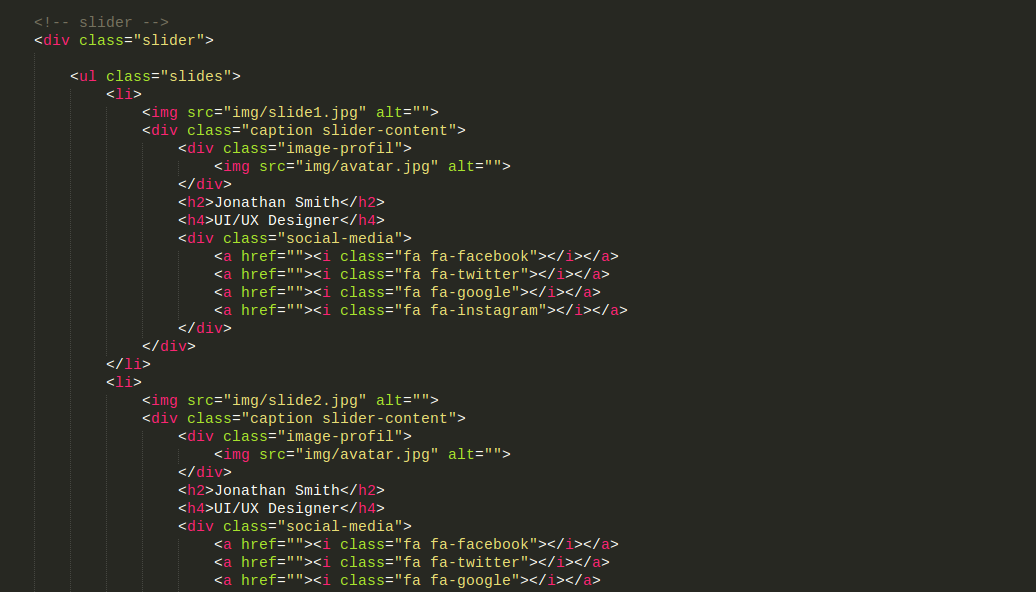 <!-- slider -->
<div class="slider">
<ul class="slides">
<li>
<img src="img/slide1.jpg" alt="">
<div class="caption slider-content">
<div class="image-profil">
<img src="img/avatar.jpg" alt="">
</div>
<h2>Jonathan Smith</h2>
<h4>UI/UX Designer</h4>
<div class="social-media">
<a href=""><i class="fa fa-facebook"></i></a>
<a href=""><i class="fa fa-twitter"></i></a>
<a href=""><i class="fa fa-google"></i></a>
<a href=""><i class="fa fa-instagram"></i></a>
</div>
</div>
</li>
<li>
<img src="img/slide2.jpg" alt="">
<div class="caption slider-content">
<div class="image-profil">
<img src="img/avatar.jpg" alt="">
</div>
<h2>Jonathan Smith</h2>
<h4>UI/UX Designer</h4>
<div class="social-media">
<a href=""><i class="fa fa-facebook"></i></a>
<a href=""><i class="fa fa-twitter"></i></a>
<a href=""><i class="fa fa-google"></i></a>